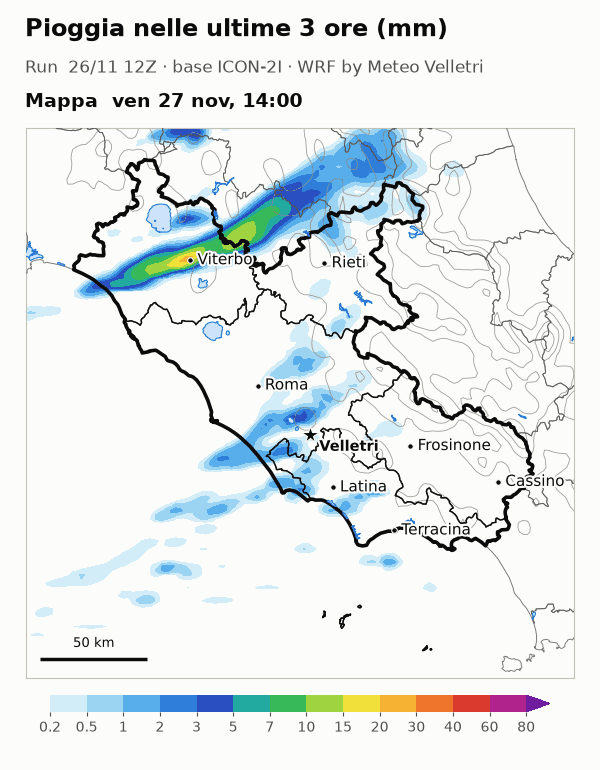 Pioggia nelle ultime 3 ore (mm)
Run  26/11 12Z · base ICON-2I · WRF by Meteo Velletri
Mappa  ven 27 nov, 14:00
Viterbo
Rieti
Roma
Velletri
Frosinone
Latina
Cassino
Terracina
50 km
0.2 0.5 1 2 3 5 7 10 15 20 30 40 60 80